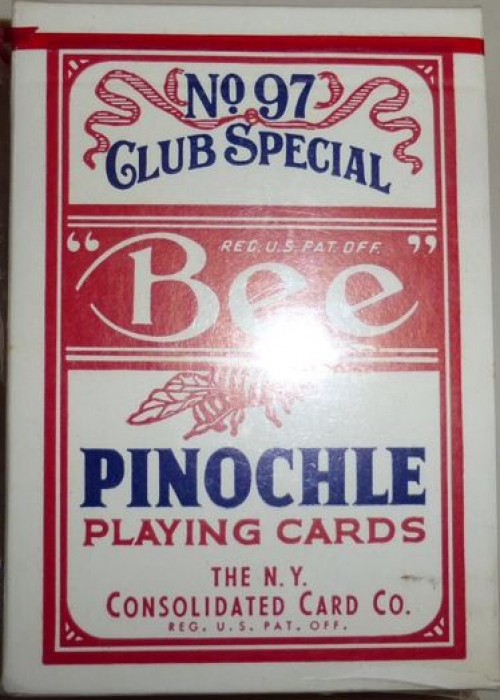 No 97
CLUB SPECIAL
REG. U.S. PAT. OFF.
"Bee"
PINOCHLE
PLAYING CARDS
THE N.Y.
CONSOLIDATED CARD CO.
REG. U.S. PAT. OFF.